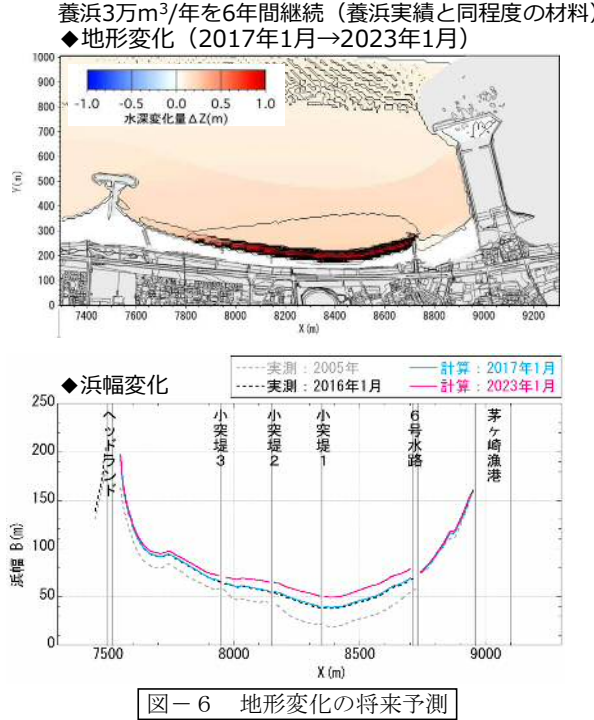 養浜3万m³/年を6年間継続（養浜実績と同程度の材料）
◆地形変化（2017年1月→2023年1月）
1000
900
800
700
600
500
400
300
200
100
0
Y(m)
-1.0 -0.5 0.0 0.5 1.0
水深変化量ΔZ(m)
7400 7600 7800 8000 8200 8400 8600 8800 9000 9200
X(m)
◆浜幅変化
実測：2005年 計算：2017年1月
実測：2016年1月 計算：2023年1月
250
200
150
100
50
0
浜幅 B(m)
ヘッドランド
小突堤3
小突堤2
小突堤1
6号水路
茅ヶ崎漁港
7500 8000 8500 9000
X(m)
図－6　地形変化の将来予測